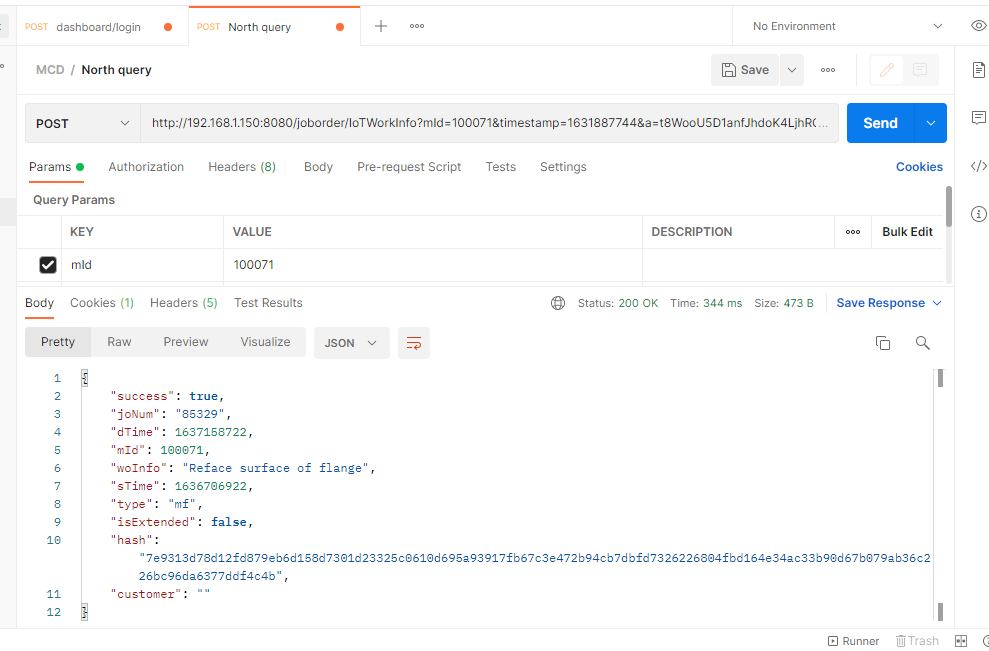 POST dashboard/login
POST North query
No Environment
MCD / North query
Save
POST
http://192.168.1.150:8080/joborder/IoTWorkInfo?mId=100071&timestamp=1631887744&a=t8WooU5D1anfJhdoK4LjhR(...
Send
Params Authorization Headers (8) Body Pre-request Script Tests Settings Cookies
Query Params
KEY VALUE DESCRIPTION Bulk Edit
mId 100071
Body Cookies (1) Headers (5) Test Results Status: 200 OK Time: 344 ms Size: 473 B Save Response
Pretty Raw Preview Visualize JSON
1 {
2 "success": true,
3 "joNum": "85329",
4 "dTime": 1637158722,
5 "mId": 100071,
6 "woInfo": "Reface surface of flange",
7 "sTime": 1636706922,
8 "type": "mf",
9 "isExtended": false,
10 "hash":
"7e9313d78d12fd879eb6d158d7301d23325c0610d695a93917fb67c3e472b94cb7dbfd7326226804fbd164e34ac33b90d67b079ab36c2
26bc96da6377ddf4c4b",
11 "customer": ""
12 }
Runner Trash